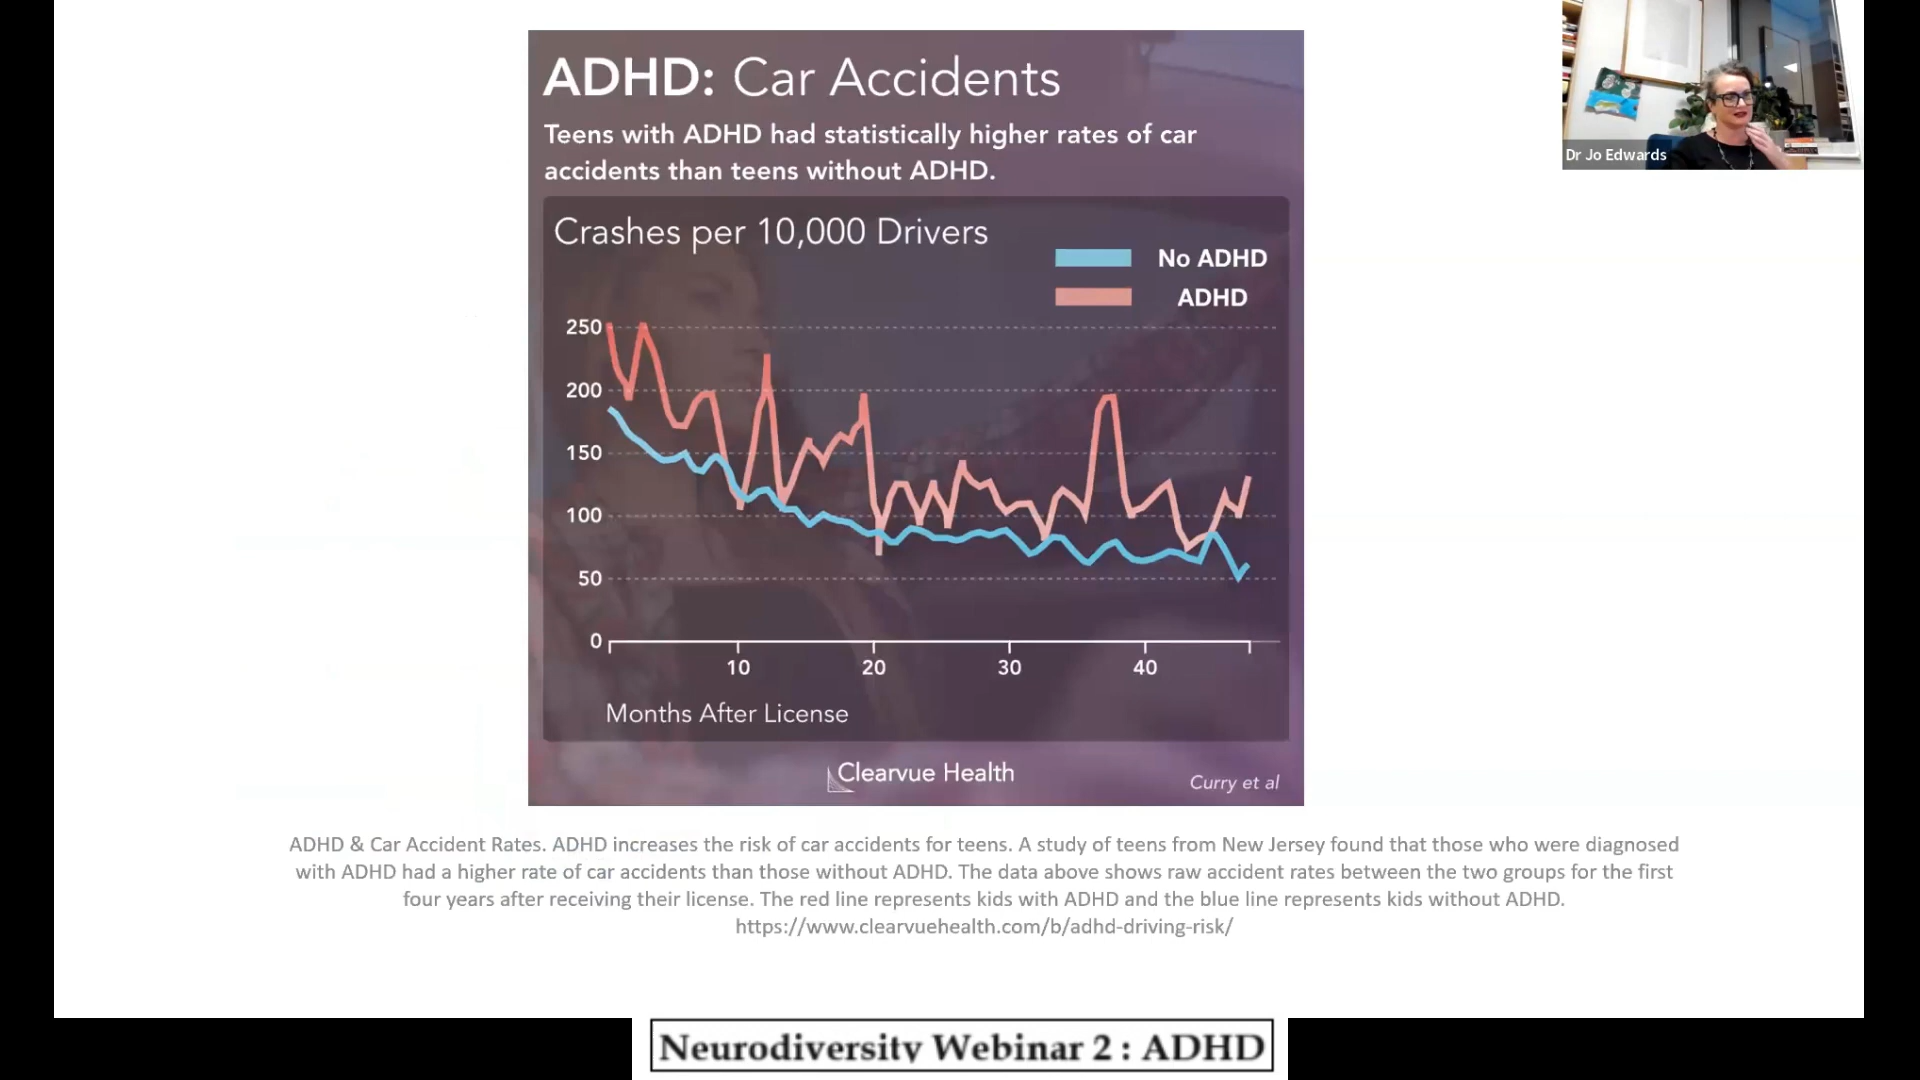 ADHD: Car Accidents
Teens with ADHD had statistically higher rates of car
accidents than teens without ADHD.
Crashes per 10,000 Drivers
No ADHD
ADHD
250
200
150
100
50
0
10 20 30 40
Months After License
Clearvue Health
Curry et al
Dr Jo Edwards
ADHD & Car Accident Rates. ADHD increases the risk of car accidents for teens. A study of teens from New Jersey found that those who were diagnosed
with ADHD had a higher rate of car accidents than those without ADHD. The data above shows raw accident rates between the two groups for the first
four years after receiving their license. The red line represents kids with ADHD and the blue line represents kids without ADHD.
https://www.clearvuehealth.com/b/adhd-driving-risk/
Neurodiversity Webinar 2 : ADHD